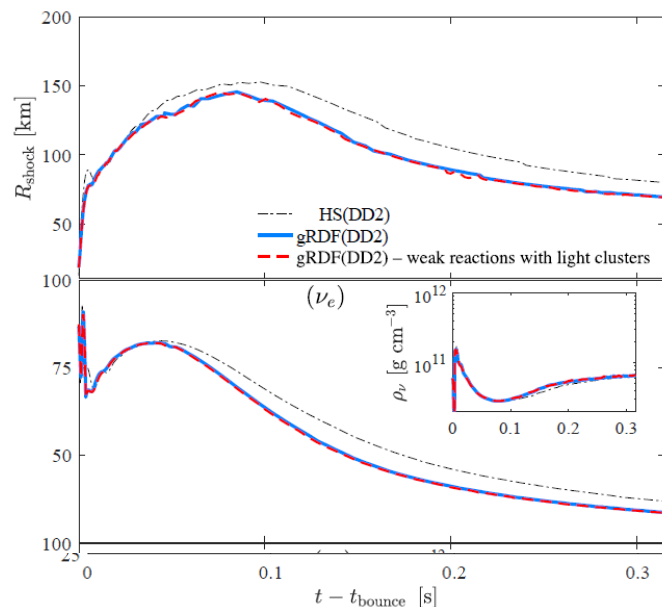 200
150
100
50
R_shock [km]
HS(DD2)
gRDF(DD2)
gRDF(DD2) – weak reactions with light clusters
100
75
50
(ν_e)
10^12
10^11
ρ_ν [g cm^−3]
0 0.1 0.2 0.3
100
25
0 0.1 0.2 0.3
t − t_bounce [s]